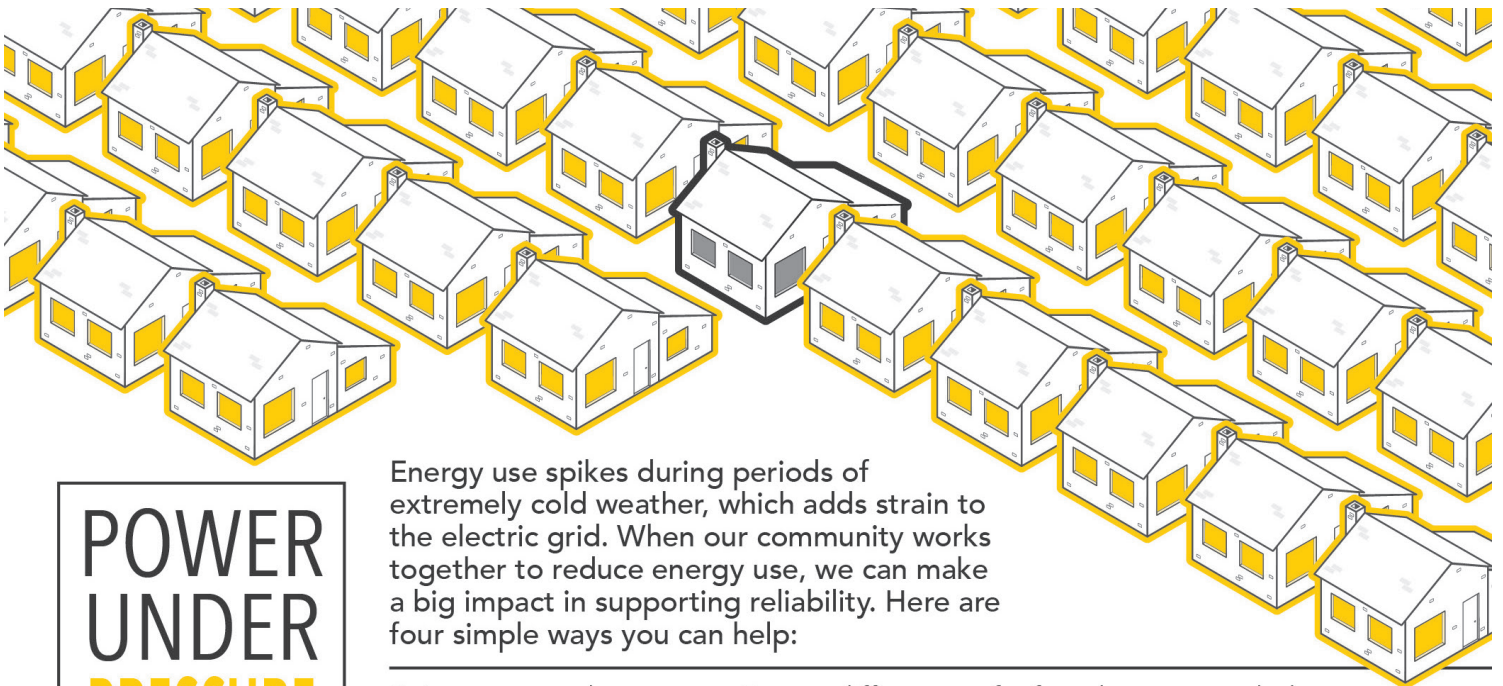 Energy use spikes during periods of
extremely cold weather, which adds strain to
the electric grid. When our community works
together to reduce energy use, we can make
a big impact in supporting reliability. Here are
four simple ways you can help:
POWER
UNDER
PRESSURE